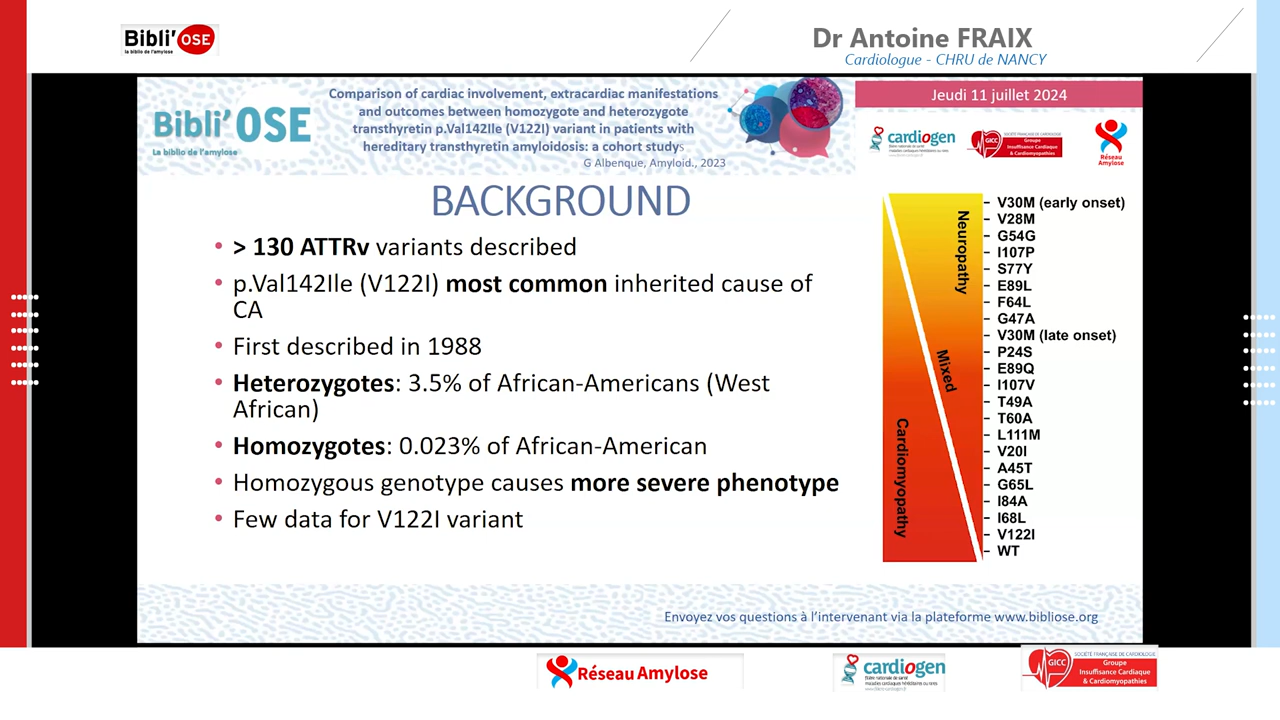 Bibli'OSE
la biblio de l'amylose
Dr Antoine FRAIX
Cardiologue - CHRU de NANCY
Bibli'OSE
La biblio de l'amylose
Comparison of cardiac involvement, extracardiac manifestations
and outcomes between homozygote and heterozygote
transthyretin p.Val142Ile (V122I) variant in patients with
hereditary transthyretin amyloidosis: a cohort studys
G Albenque, Amyloid., 2023
Jeudi 11 juillet 2024
cardiogen
GICC
SOCIÉTÉ FRANÇAISE DE CARDIOLOGIE
Groupe
Insuffisance Cardiaque
& Cardiomyopathies
Réseau
Amylose
BACKGROUND
• > 130 ATTRv variants described
• p.Val142Ile (V122I) most common inherited cause of
CA
• First described in 1988
• Heterozygotes: 3.5% of African-Americans (West
African)
• Homozygotes: 0.023% of African-American
• Homozygous genotype causes more severe phenotype
• Few data for V122I variant
Neuropathy
Mixed
Cardiomyopathy
V30M (early onset)
V28M
G54G
I107P
S77Y
E89L
F64L
G47A
V30M (late onset)
P24S
E89Q
I107V
T49A
T60A
L111M
V20I
A45T
G65L
I84A
I68L
V122I
WT
Envoyez vos questions à l'intervenant via la plateforme www.bibliose.org
Réseau Amylose
cardiogen
GICC
SOCIÉTÉ FRANÇAISE DE CARDIOLOGIE
Groupe
Insuffisance Cardiaque
& Cardiomyopathies